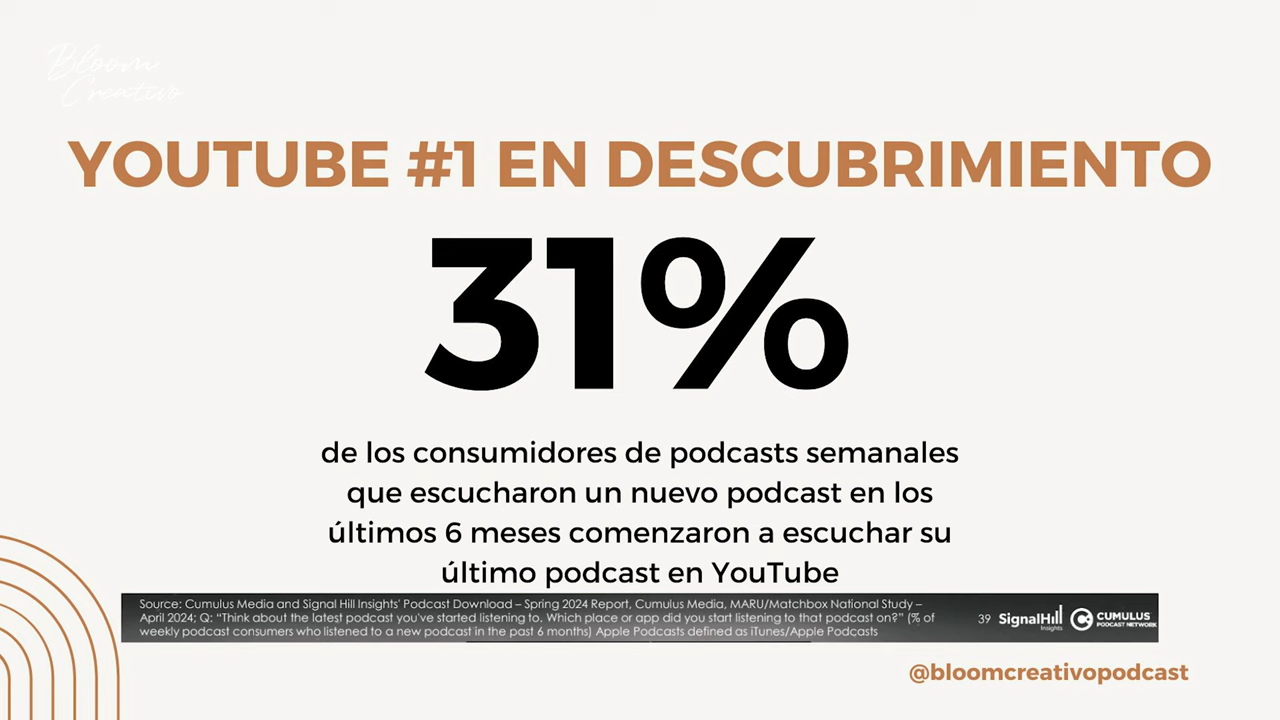 Bloom
Creativo
YOUTUBE #1 EN DESCUBRIMIENTO
31%
de los consumidores de podcasts semanales
que escucharon un nuevo podcast en los
últimos 6 meses comenzaron a escuchar su
último podcast en YouTube
Source: Cumulus Media and Signal Hill Insights' Podcast Download – Spring 2024 Report, Cumulus Media, MARU/Matchbox National Study –
April 2024; Q: “Think about the latest podcast you've started listening to. Which place or app did you start listening to that podcast on?” (% of
weekly podcast consumers who listened to a new podcast in the past 6 months) Apple Podcasts defined as iTunes/Apple Podcasts
39
SignalHill
Insights
CUMULUS
PODCAST NETWORK
@bloomcreativopodcast